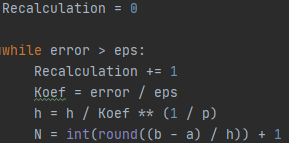 Recalculation = 0
while error > eps:
Recalculation += 1
Koef = error / eps
h = h / Koef ** (1 / p)
N = int(round((b - a) / h)) + 1